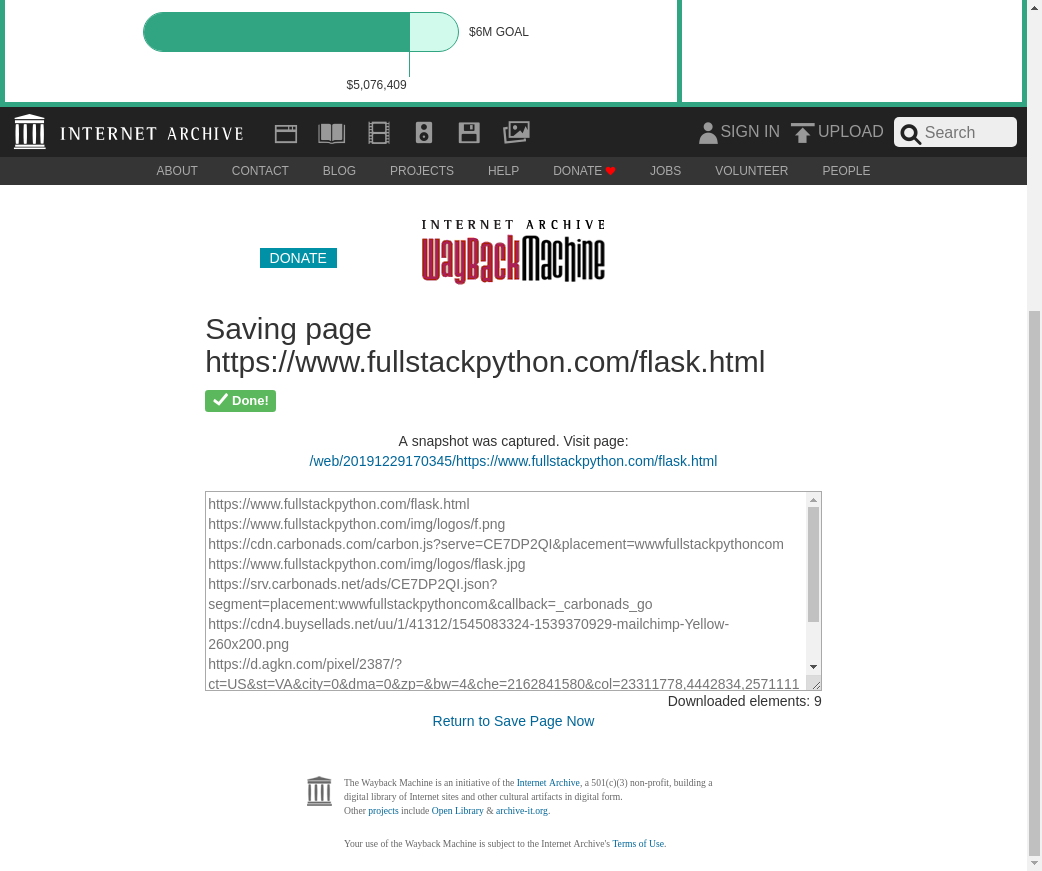 $6M GOAL
$5,076,409
INTERNET ARCHIVE
SIGN IN
UPLOAD
Search
ABOUT
CONTACT
BLOG
PROJECTS
HELP
DONATE
JOBS
VOLUNTEER
PEOPLE
INTERNET ARCHIVE
DONATE
WayBackMachine
Saving page
https://www.fullstackpython.com/flask.html
Done!
A snapshot was captured. Visit page:
/web/20191229170345/https://www.fullstackpython.com/flask.html
https://www.fullstackpython.com/flask.html
https://www.fullstackpython.com/img/logos/f.png
https://cdn.carbonads.com/carbon.js?serve=CE7DP2QI&placement=wwwfullstackpythoncom
https://www.fullstackpython.com/img/logos/flask.jpg
https://srv.carbonads.net/ads/CE7DP2QI.json?
segment=placement:wwwfullstackpythoncom&callback=_carbonads_go
https://cdn4.buysellads.net/uu/1/41312/1545083324-1539370929-mailchimp-Yellow-
260x200.png
https://d.agkn.com/pixel/2387/?
ct=US&st=VA&city=0&dma=0&zp=&bw=4&che=2162841580&col=23311778,4442834,2571111
Downloaded elements: 9
Return to Save Page Now
The Wayback Machine is an initiative of the Internet Archive, a 501(c)(3) non-profit, building a
digital library of Internet sites and other cultural artifacts in digital form.
Other projects include Open Library & archive-it.org.
Your use of the Wayback Machine is subject to the Internet Archive's Terms of Use.